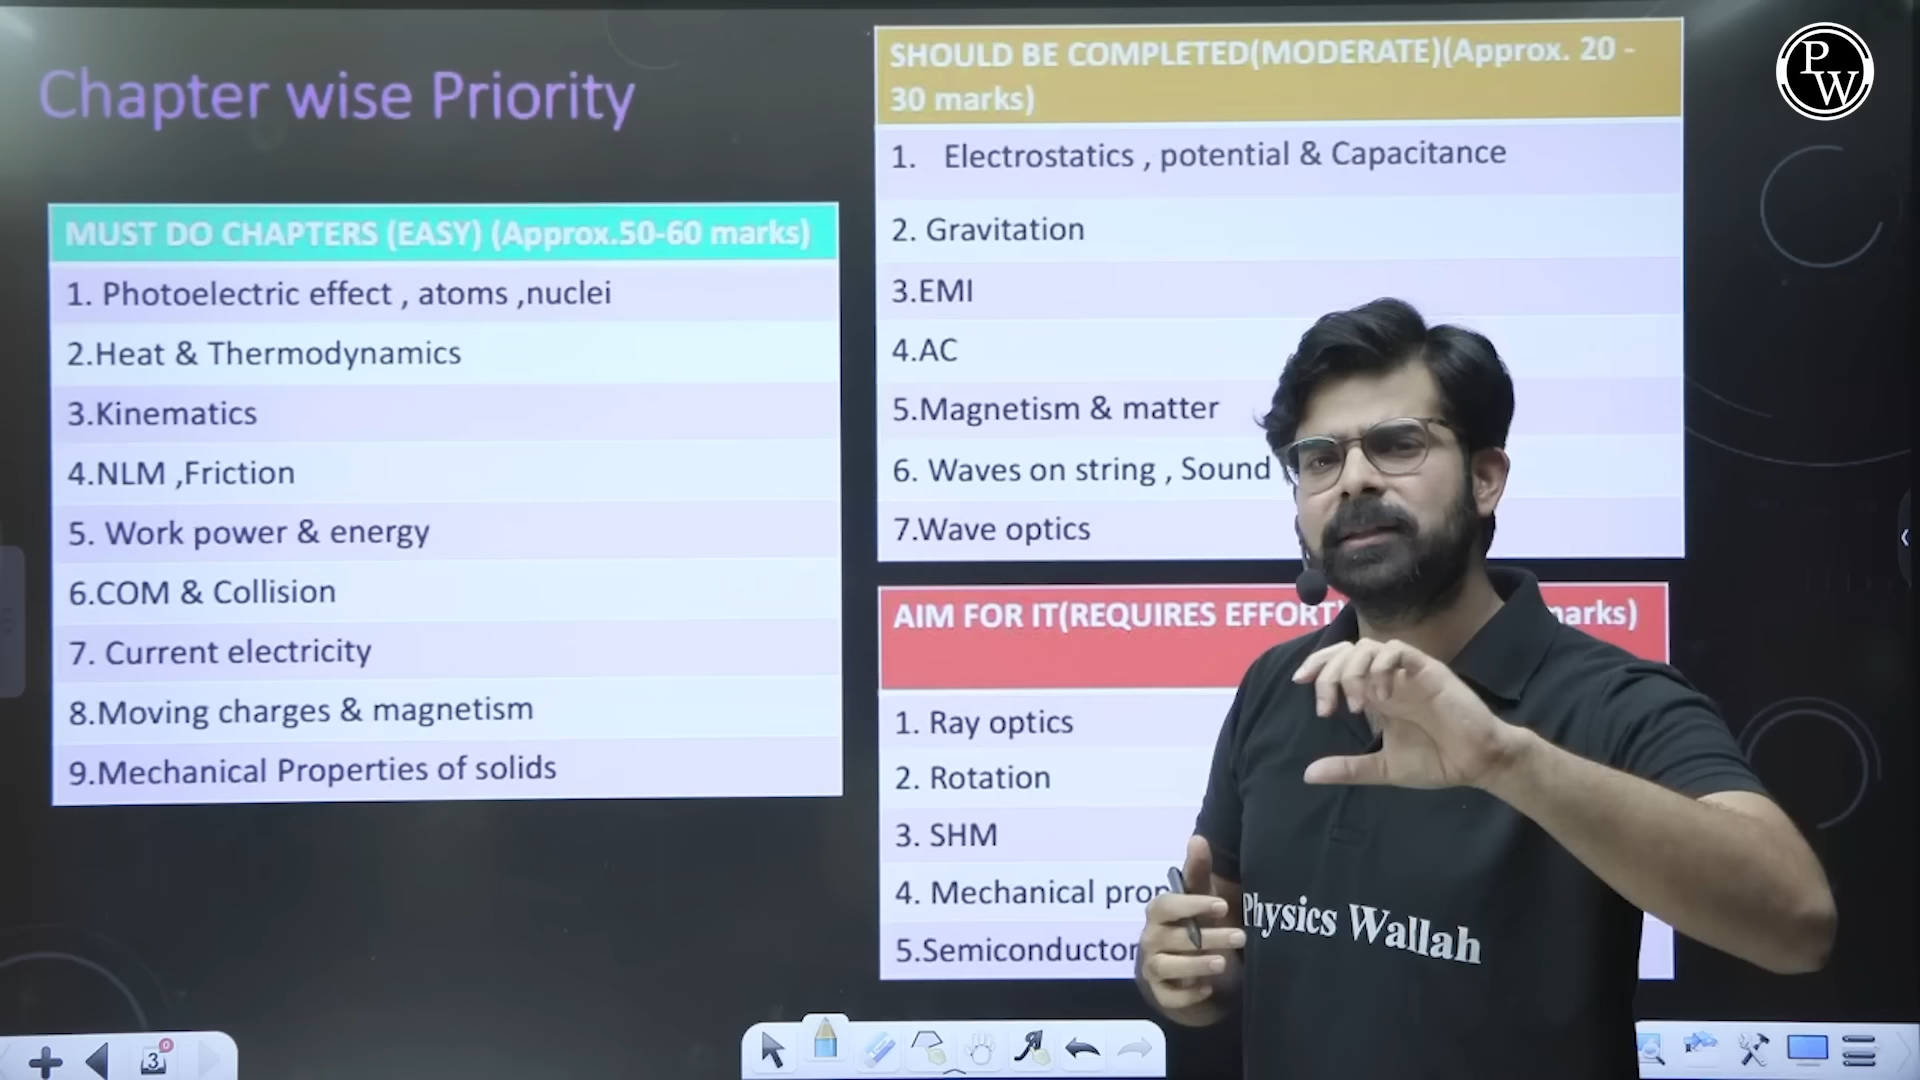 Chapter wise Priority
MUST DO CHAPTERS (EASY) (Approx.50-60 marks)
1. Photoelectric effect , atoms ,nuclei
2.Heat & Thermodynamics
3.Kinematics
4.NLM ,Friction
5. Work power & energy
6.COM & Collision
7. Current electricity
8.Moving charges & magnetism
9.Mechanical Properties of solids
SHOULD BE COMPLETED(MODERATE)(Approx. 20 -
30 marks)
1. Electrostatics , potential & Capacitance
2. Gravitation
3.EMI
4.AC
5.Magnetism & matter
6. Waves on string , Sound
7.Wave optics
AIM FOR IT(REQUIRES EFFORT) marks)
1. Ray optics
2. Rotation
3. SHM
4. Mechanical prop
5.Semiconductor
Physics Wallah
PW
3
0